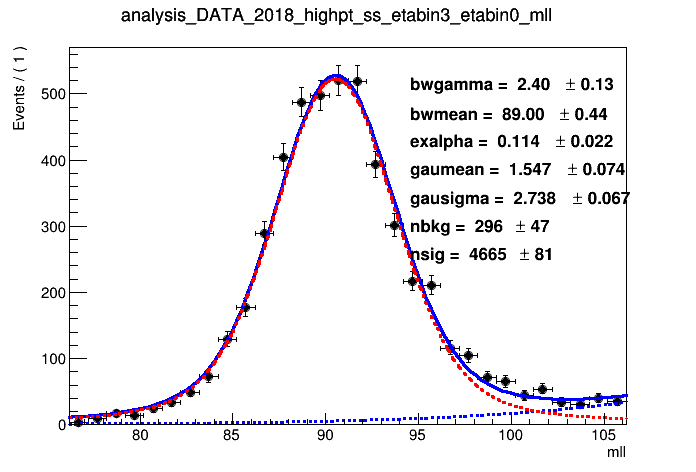 analysis_DATA_2018_highpt_ss_etabin3_etabin0_mll
Events / ( 1 )
500
400
300
200
100
0
bwgamma = 2.40 ± 0.13
bwmean = 89.00 ± 0.44
exalpha = 0.114 ± 0.022
gaumean = 1.547 ± 0.074
gausigma = 2.738 ± 0.067
nbkg = 296 ± 47
nsig = 4665 ± 81
80 85 90 95 100 105
mll